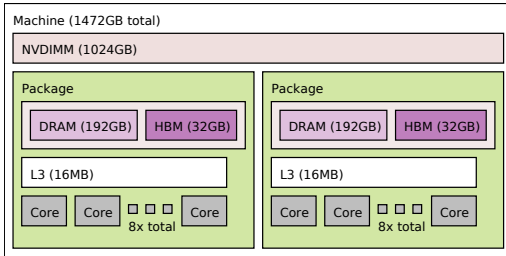 Machine (1472GB total)
NVDIMM (1024GB)
Package
DRAM (192GB) HBM (32GB)
L3 (16MB)
Core Core Core
8x total
Package
DRAM (192GB) HBM (32GB)
L3 (16MB)
Core Core Core
8x total